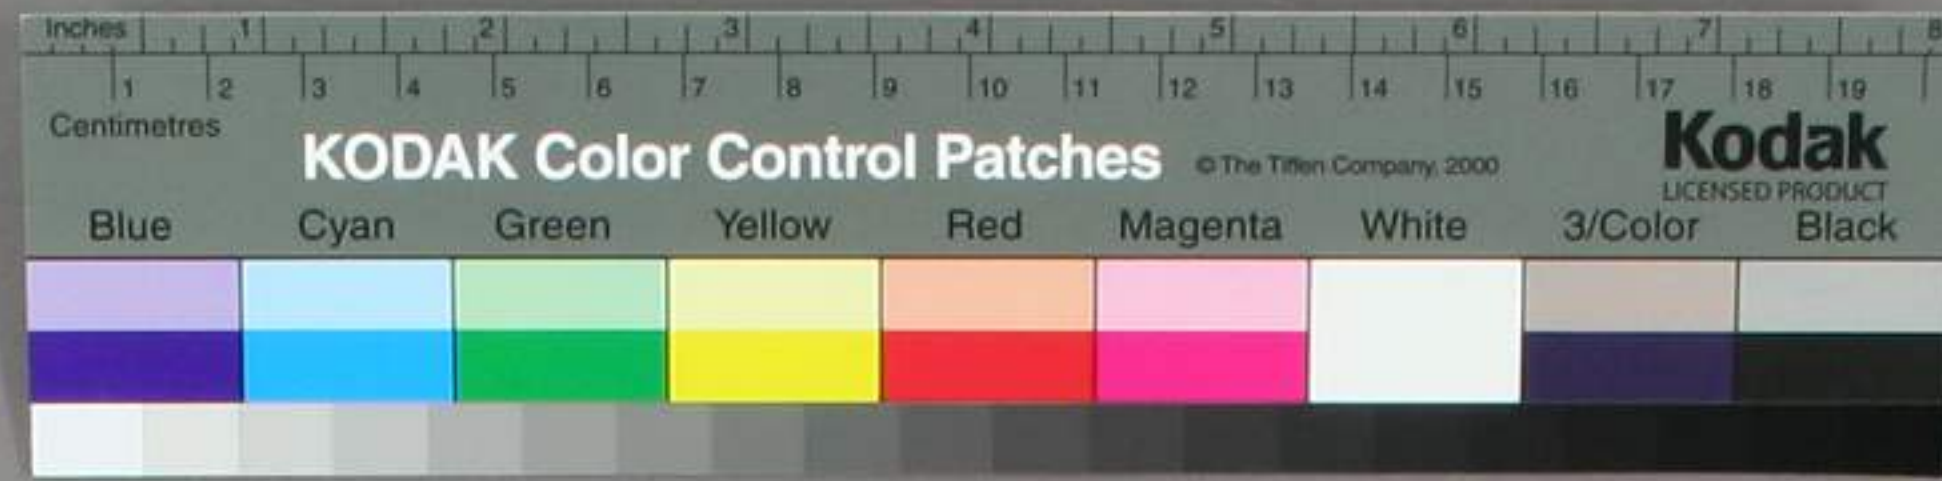 Inches 1 2 3 4 5 6 7 8
1 2 3 4 5 6 7 8 9 10 11 12 13 14 15 16 17 18 19
Centimetres
KODAK Color Control Patches © The Tiffen Company, 2000 Kodak
LICENSED PRODUCT
Blue Cyan Green Yellow Red Magenta White 3/Color Black